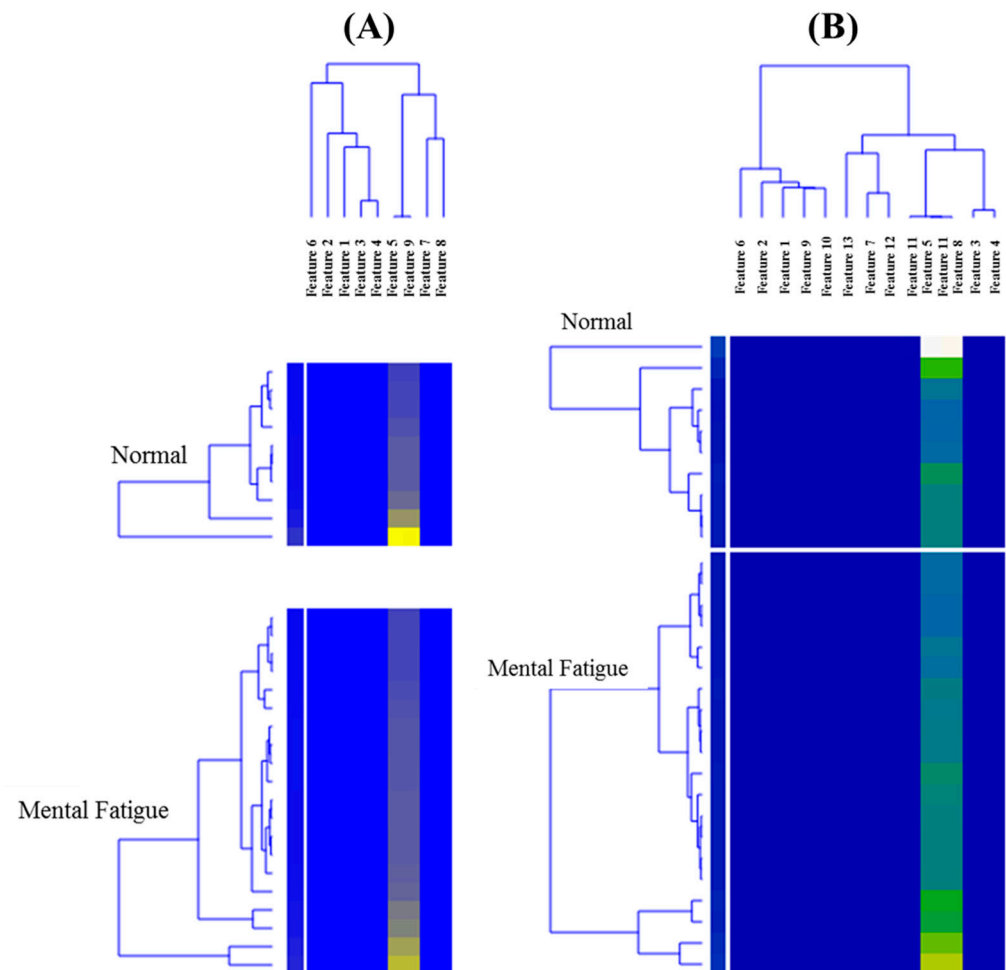 (A)
(B)
Feature 6
Feature 2
Feature 1
Feature 3
Feature 4
Feature 5
Feature 9
Feature 7
Feature 8
Feature 6
Feature 2
Feature 1
Feature 9
Feature 10
Feature 13
Feature 7
Feature 12
Feature 11
Feature 5
Feature 11
Feature 8
Feature 3
Feature 4
Normal
Normal
Mental Fatigue
Mental Fatigue